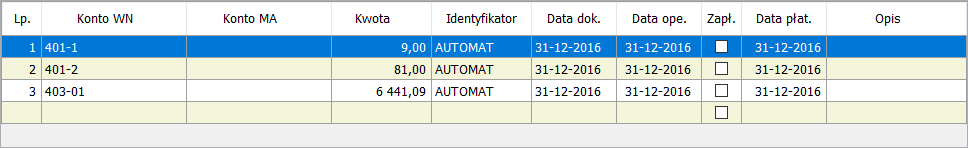 Lp. Konto WN Konto MA Kwota Identyfikator Data dok. Data ope. Zapł. Data płat. Opis
1 401-1 9,00 AUTOMAT 31-12-2016 31-12-2016 31-12-2016
2 401-2 81,00 AUTOMAT 31-12-2016 31-12-2016 31-12-2016
3 403-01 6 441,09 AUTOMAT 31-12-2016 31-12-2016 31-12-2016